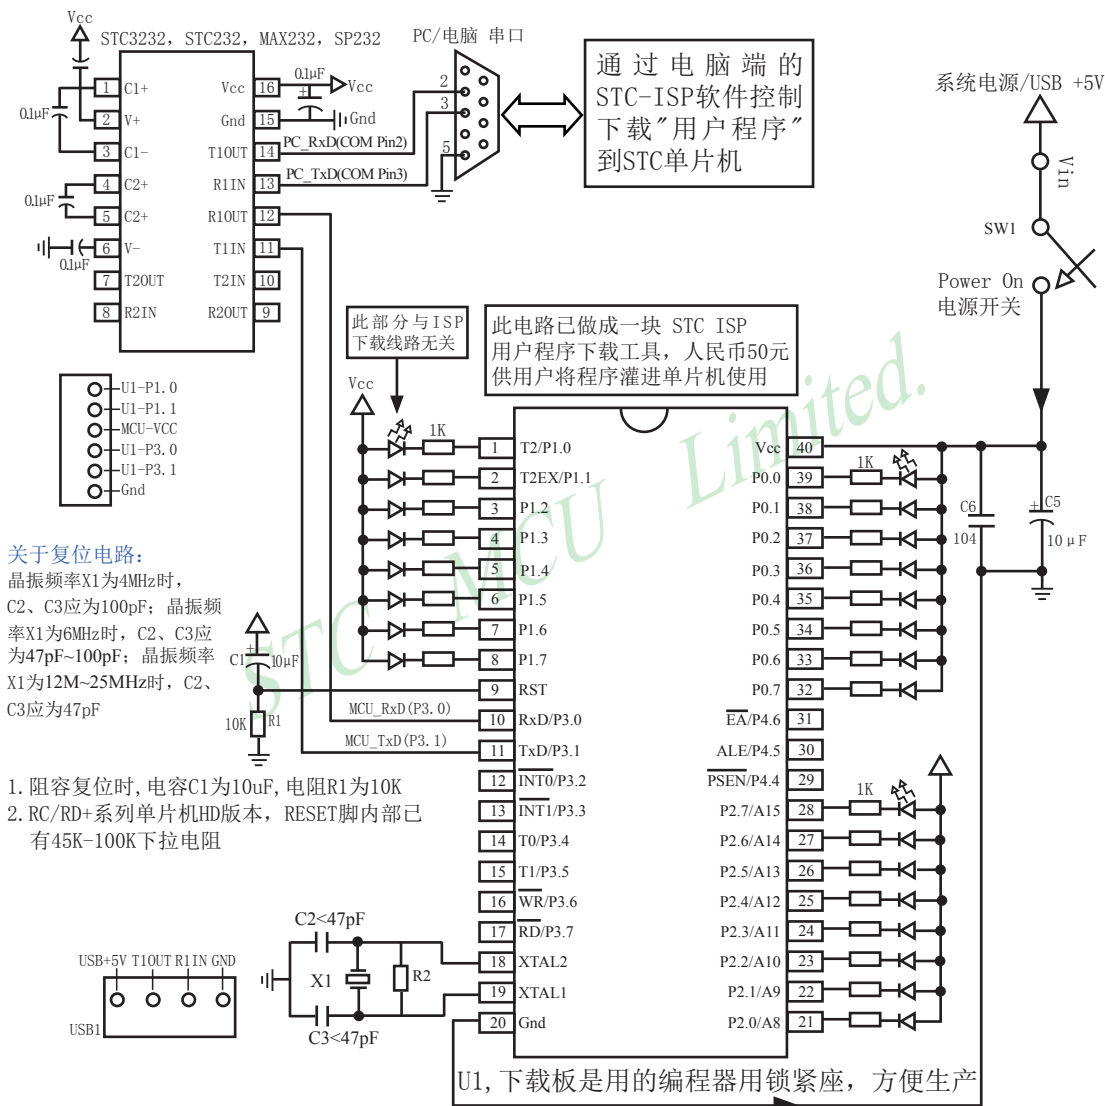 Vcc
STC3232, STC232, MAX232, SP232
PC/电脑 串口
0.1μF
1 C1+
2 V+
3 C1-
4 C2+
5 C2+
6 V-
7 T2OUT
8 R2IN
Vcc 16
Gnd 15
T1OUT 14
R1IN 13
R1OUT 12
T1IN 11
T2IN 10
R2OUT 9
0.1μF
0.1μF
0.1μF
Vcc
Gnd
PC_RxD(COM Pin2)
PC_TxD(COM Pin3)
2
3
5
通过电脑端的
STC-ISP软件控制
下载"用户程序"
到STC单片机
系统电源/USB +5V
Vin
SW1
Power On
电源开关
此部分与ISP
下载线路无关
此电路已做成一块 STC ISP
用户程序下载工具，人民币50元
供用户将程序灌进单片机使用
U1-P1.0
U1-P1.1
MCU-VCC
U1-P3.0
U1-P3.1
Gnd
Vcc
1K
1 T2/P1.0
2 T2EX/P1.1
3 P1.2
4 P1.3
5 P1.4
6 P1.5
7 P1.6
8 P1.7
9 RST
10 RxD/P3.0
11 TxD/P3.1
12 INT0/P3.2
13 INT1/P3.3
14 T0/P3.4
15 T1/P3.5
16 WR/P3.6
17 RD/P3.7
18 XTAL2
19 XTAL1
20 Gnd
Vcc 40
P0.0 39
P0.1 38
P0.2 37
P0.3 36
P0.4 35
P0.5 34
P0.6 33
P0.7 32
EA/P4.6 31
ALE/P4.5 30
PSEN/P4.4 29
P2.7/A15 28
P2.6/A14 27
P2.5/A13 26
P2.4/A12 25
P2.3/A11 24
P2.2/A10 23
P2.1/A9 22
P2.0/A8 21
1K
1K
C6
104
+ C5
10μF
STC MCU Limited.
关于复位电路:
晶振频率X1为4MHz时，
C2、C3应为100pF；晶振频
率X1为6MHz时，C2、C3应
为47pF~100pF；晶振频率
X1为12M~25MHz时，C2、
C3应为47pF
+
C1
10μF
10K
R1
MCU_RxD(P3.0)
MCU_TxD(P3.1)
1.阻容复位时,电容C1为10uF,电阻R1为10K
2.RC/RD+系列单片机HD版本，RESET脚内部已
有45K-100K下拉电阻
C2<47pF
X1
R2
C3<47pF
USB+5V T1OUT R1IN GND
USB1
U1,下载板是用的编程器用锁紧座，方便生产